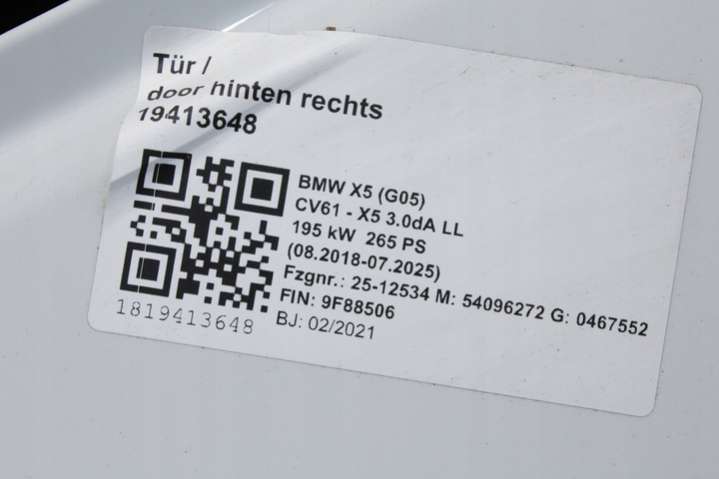 Tür /
door hinten rechts
19413648
BMW X5 (G05)
CV61 - X5 3.0dA LL
195 kW 265 PS
(08.2018-07.2025)
Fzgnr.: 25-12534 M: 54096272 G: 0467552
FIN: 9F88506
BJ: 02/2021
1819413648